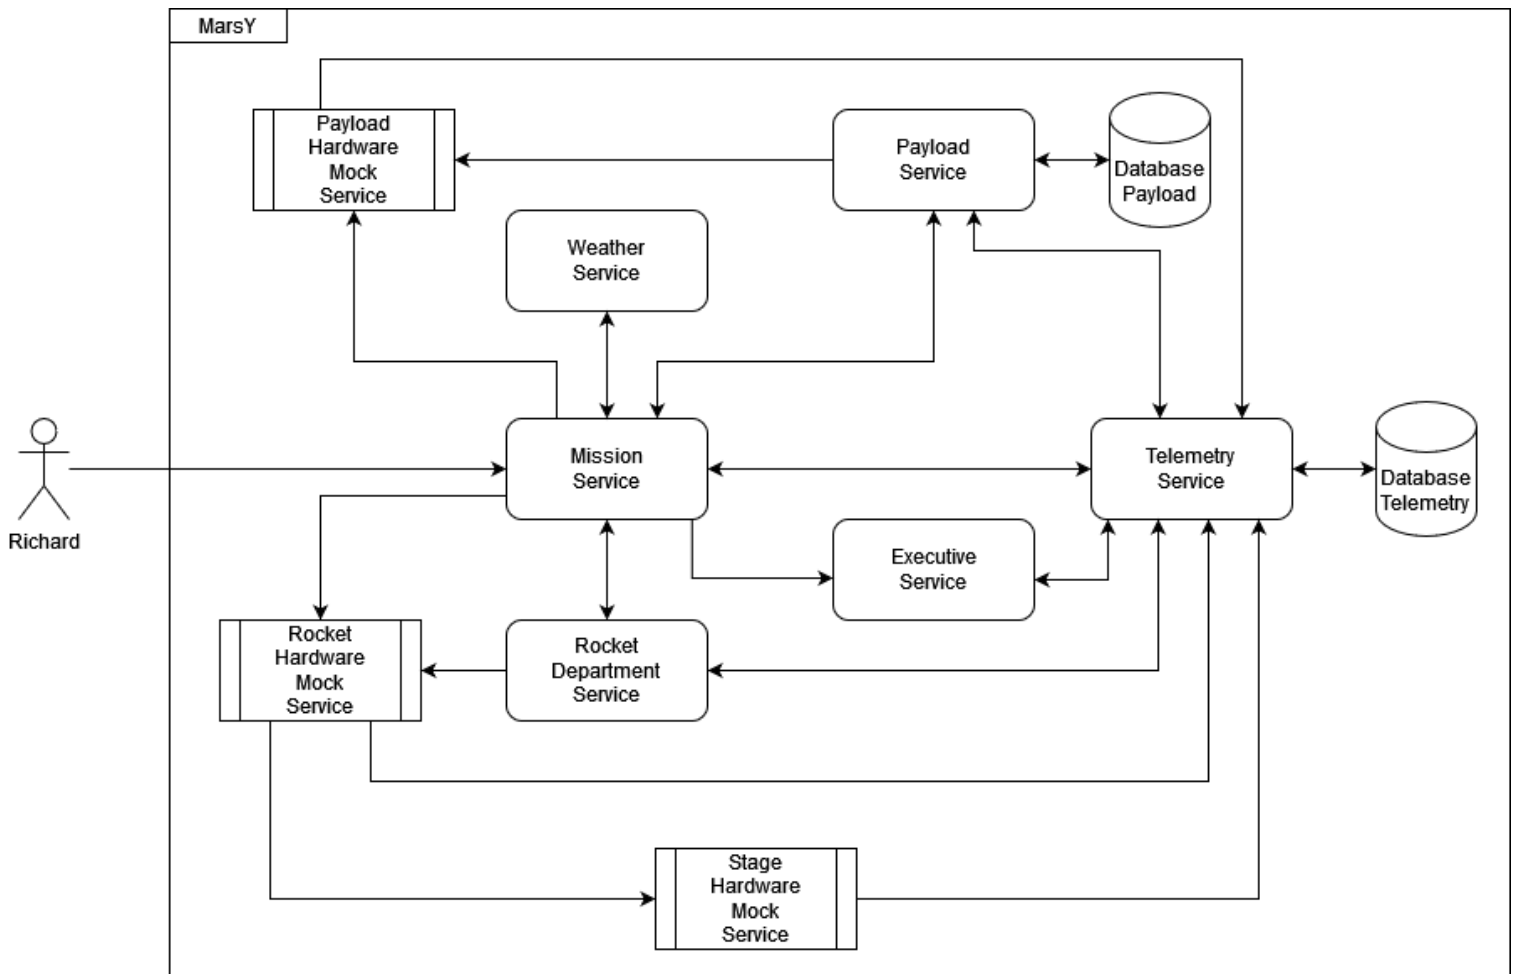 MarsY
Payload
Hardware
Mock
Service
Payload
Service
Database
Payload
Weather
Service
Mission
Service
Telemetry
Service
Database
Telemetry
Richard
Executive
Service
Rocket
Hardware
Mock
Service
Rocket
Department
Service
Stage
Hardware
Mock
Service